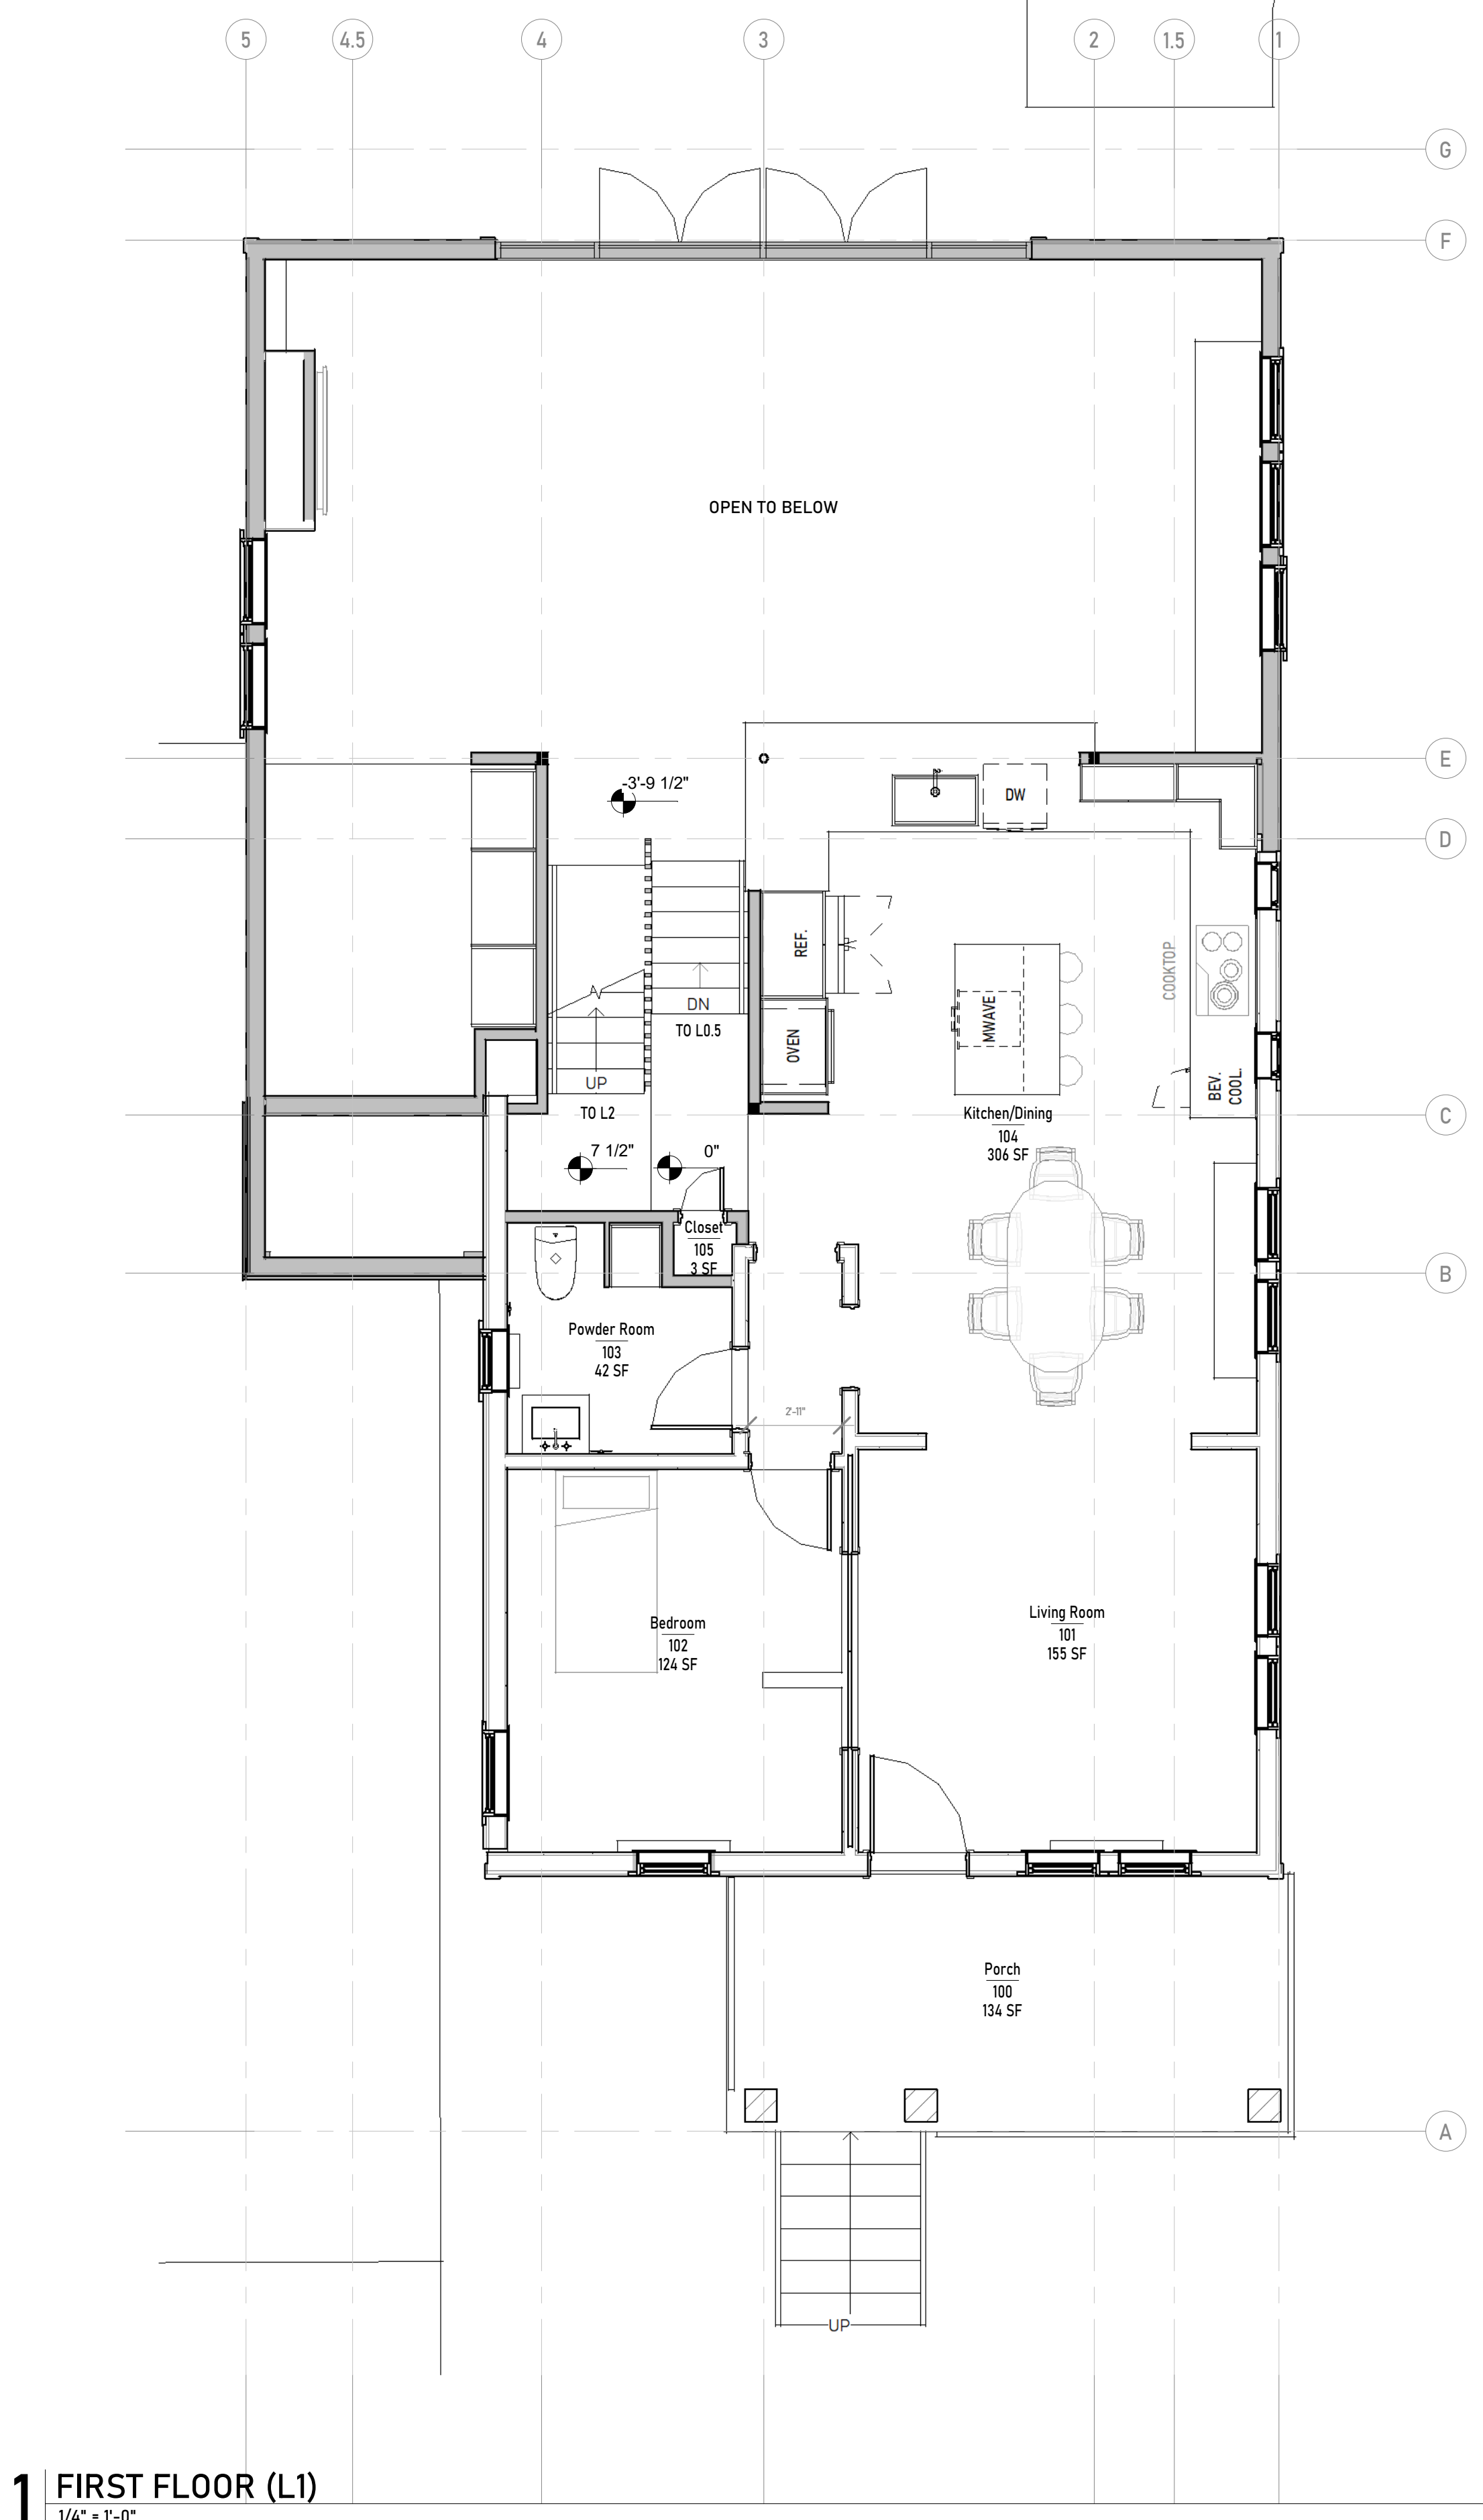 5
4.5
4
3
2
1.5
1
G
F
OPEN TO BELOW
E
-3'-9 1/2"
DW
D
REF.
COOKTOP
MWAVE
DN
TO L0.5
OVEN
UP
TO L2
BEV.
COOL.
Kitchen/Dining
104
306 SF
C
7 1/2"
0"
Closet
105
3 SF
B
Powder Room
103
42 SF
2'-11"
Bedroom
102
124 SF
Living Room
101
155 SF
Porch
100
134 SF
A
UP
1
FIRST FLOOR (L1)
1/4" = 1'-0"